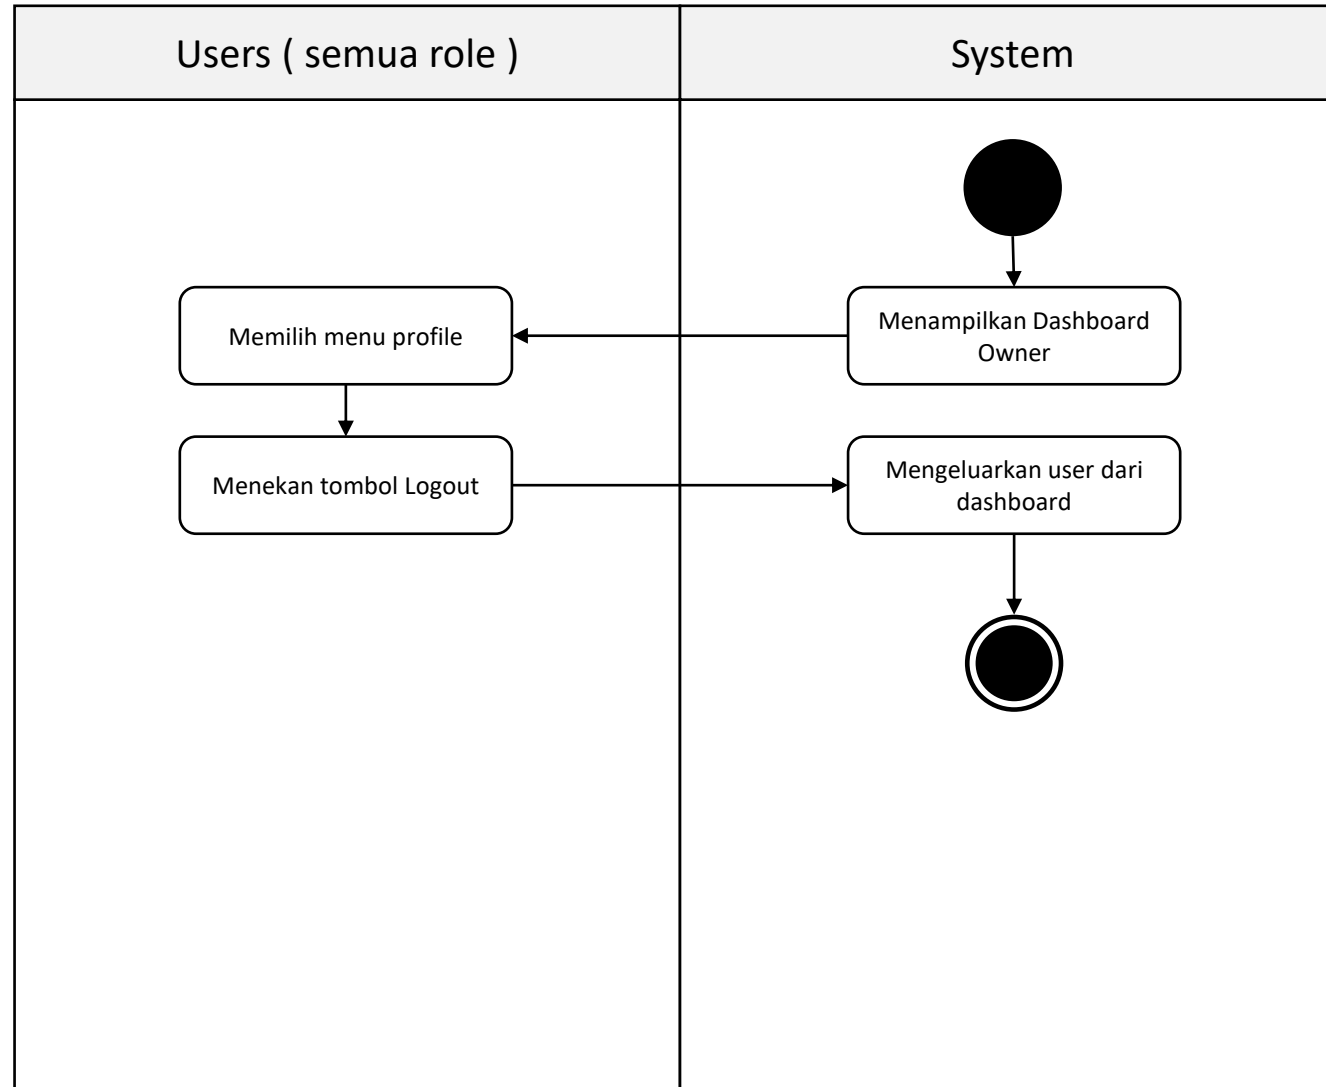 Users ( semua role )
System
Memilih menu profile
Menampilkan Dashboard
Owner
Menekan tombol Logout
Mengeluarkan user dari
dashboard